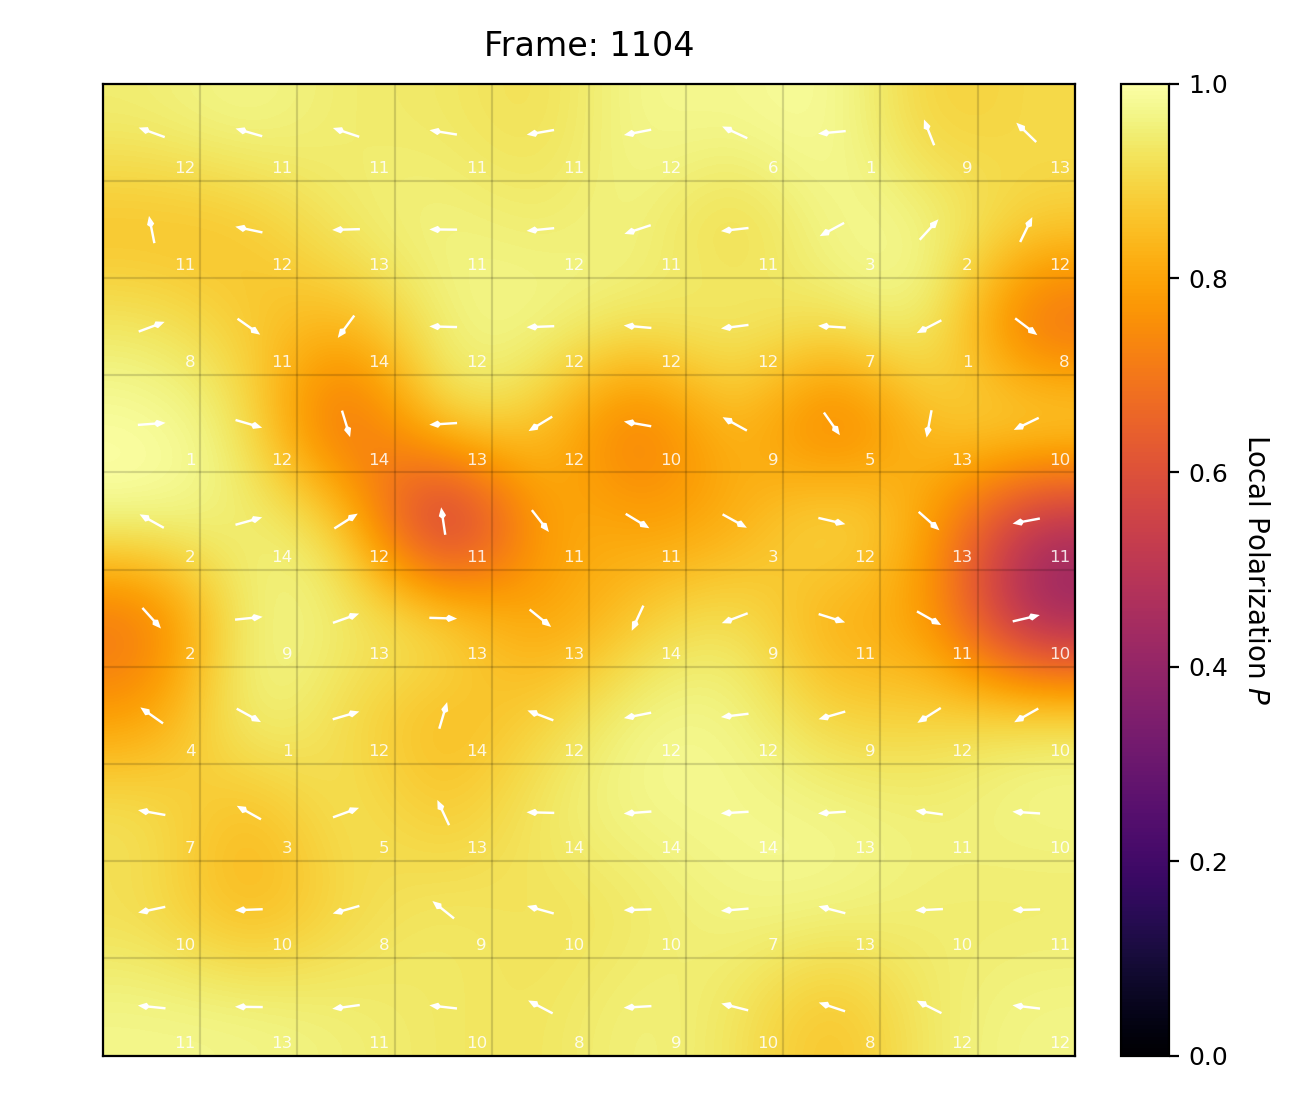 Frame: 1104
12 11 11 11 11 12 6 1 9 13
11 12 13 11 12 11 11 3 2 12
8 11 14 12 12 12 12 7 1 8
1 12 14 13 12 10 9 5 13 10
2 14 12 11 11 11 3 12 13 11
2 9 13 13 13 14 9 11 11 10
4 1 12 14 12 12 12 9 12 10
7 3 5 13 14 14 14 13 11 10
10 10 8 9 10 10 7 13 10 11
11 13 11 10 8 9 10 8 12 12
1.0
0.8
0.6
0.4
0.2
0.0
Local Polarization P